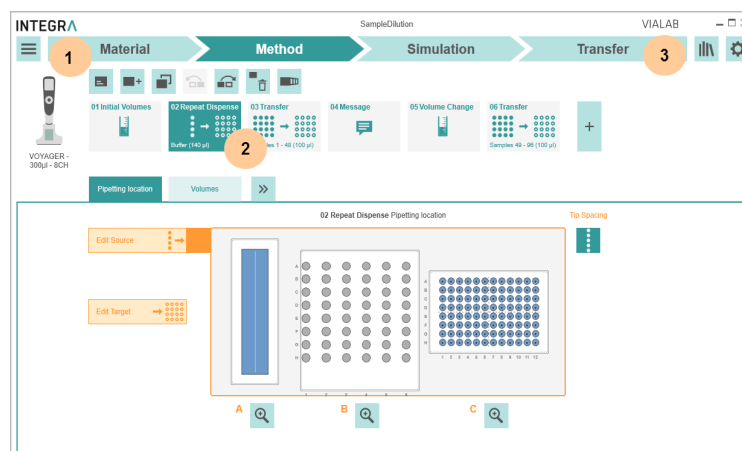 INTEGRA
SampleDilution
VIALAB
1
Material
Method
Simulation
Transfer
3
01 Initial Volumes
02 Repeat Dispense
03 Transfer
04 Message
05 Volume Change
06 Transfer
Buffer (140 µl)
2
1 - 48 (100 µl)
Samples 49 - 96 (100 µl)
VOYAGER -
300µl - 8CH
Pipetting location
Volumes
02 Repeat Dispense Pipetting location
Tip Spacing
Edit Source
Edit Target
A
B
C
D
E
F
G
H
A
B
C
D
E
F
G
H
1 2 3 4 5 6 7 8 9 10 11 12
A
B
C